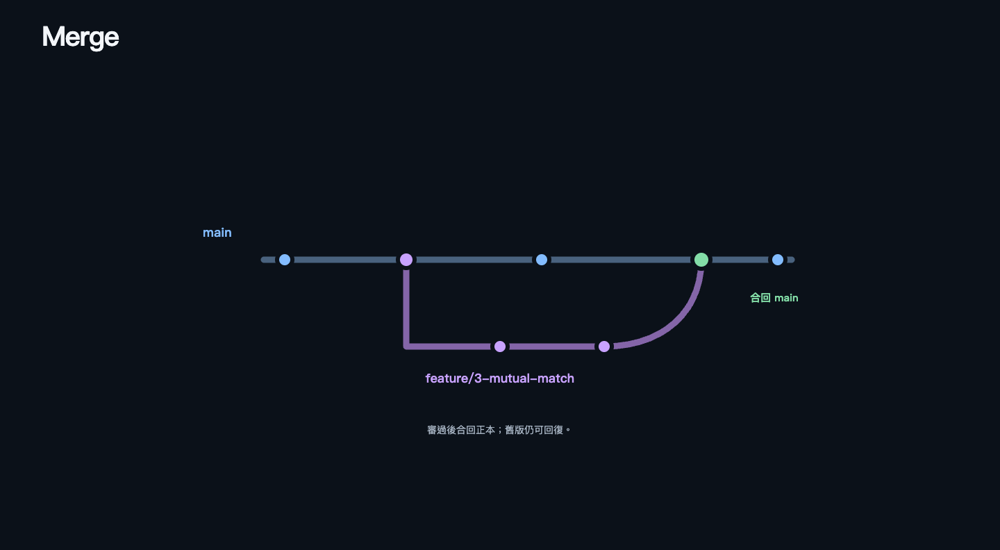 Merge
main
合回 main
feature/3-mutual-match
審過後合回正本；舊版仍可回復。